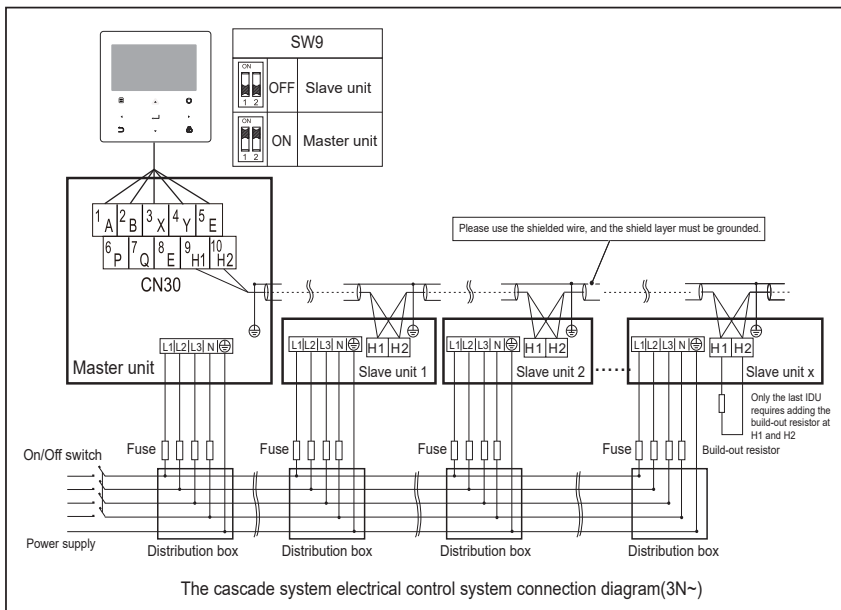 SW9
ON
1 2
OFF
Slave unit
ON
1 2
ON
Master unit
1 A
2 B
3 X
4 Y
5 E
6 P
7 Q
8 E
9 H1
10 H2
CN30
Please use the shielded wire, and the shield layer must be grounded.
Master unit
L1 L2 L3 N
L1 L2 L3 N
H1 H2
Slave unit 1
L1 L2 L3 N
H1 H2
Slave unit 2
L1 L2 L3 N
H1 H2
Slave unit x
Only the last IDU
requires adding the
build-out resistor at
H1 and H2
Build-out resistor
On/Off switch
Fuse
Fuse
Fuse
Fuse
Power supply
Distribution box
Distribution box
Distribution box
Distribution box
The cascade system electrical control system connection diagram(3N~)